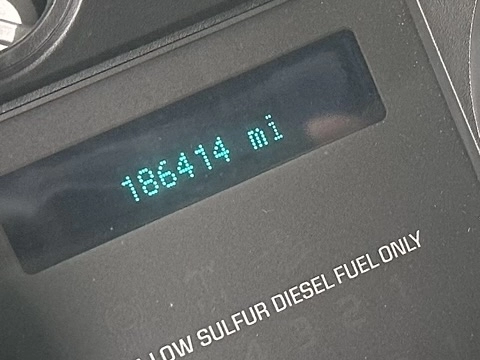 186414 mi
LOW SULFUR DIESEL FUEL ONLY